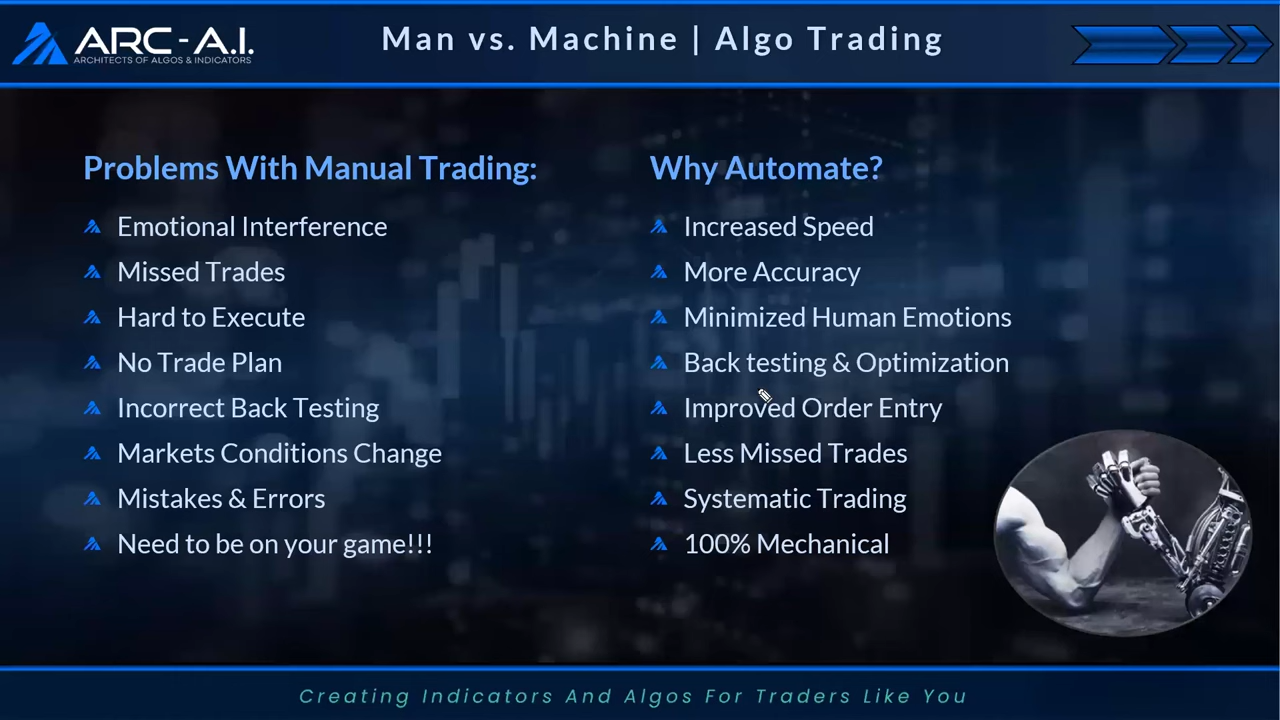 ARC-A.I.
ARCHITECTS OF ALGOS & INDICATORS
Man vs. Machine | Algo Trading
Problems With Manual Trading:
Emotional Interference
Missed Trades
Hard to Execute
No Trade Plan
Incorrect Back Testing
Markets Conditions Change
Mistakes & Errors
Need to be on your game!!!
Why Automate?
Increased Speed
More Accuracy
Minimized Human Emotions
Back testing & Optimization
Improved Order Entry
Less Missed Trades
Systematic Trading
100% Mechanical
Creating Indicators And Algos For Traders Like You